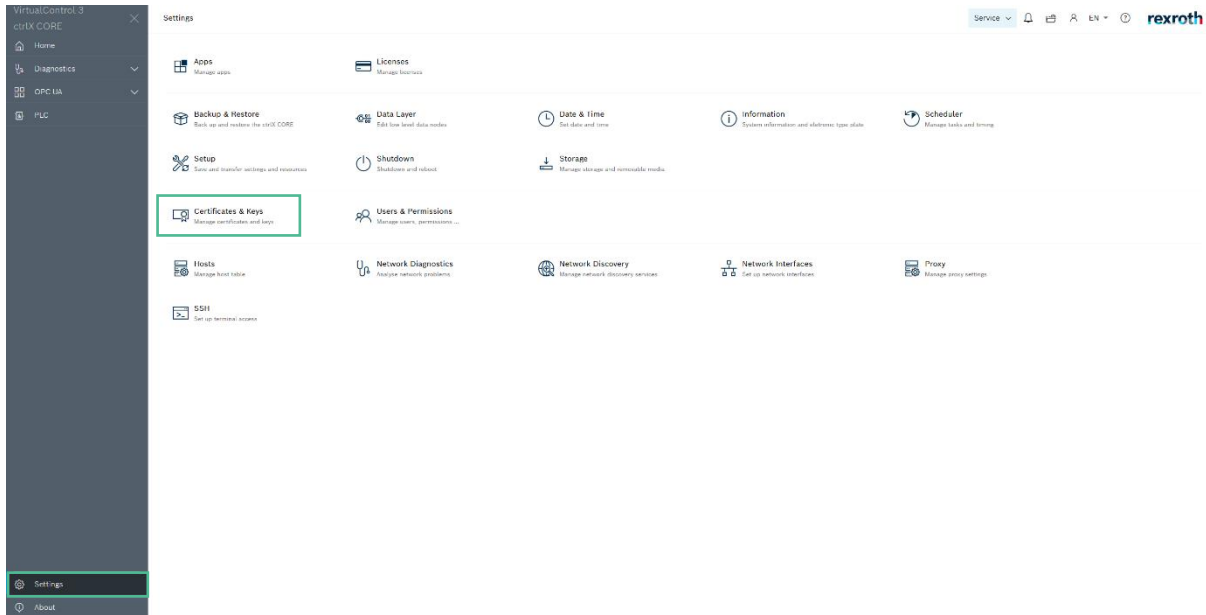 VirtualControl 3
ctrlX CORE
Home
Diagnostics
OPC UA
PLC
Settings
About
Settings
Service
EN
rexroth
Apps
Manage apps
Licenses
Manage licenses
Backup & Restore
Back up and restore the ctrlX CORE
Data Layer
Edit low level data nodes
Date & Time
Set date and time
Information
System information and eletronic type plate
Scheduler
Manage tasks and timing
Setup
Save and transfer settings and resources
Shutdown
Shutdown and reboot
Storage
Manage storage and removable media
Certificates & Keys
Manage certificates and keys
Users & Permissions
Manage users, permissions ...
Hosts
Manage host table
Network Diagnostics
Analyse network problems
Network Discovery
Manage network discovery services
Network Interfaces
Set up network interfaces
Proxy
Manage proxy settings
SSH
Set up terminal access